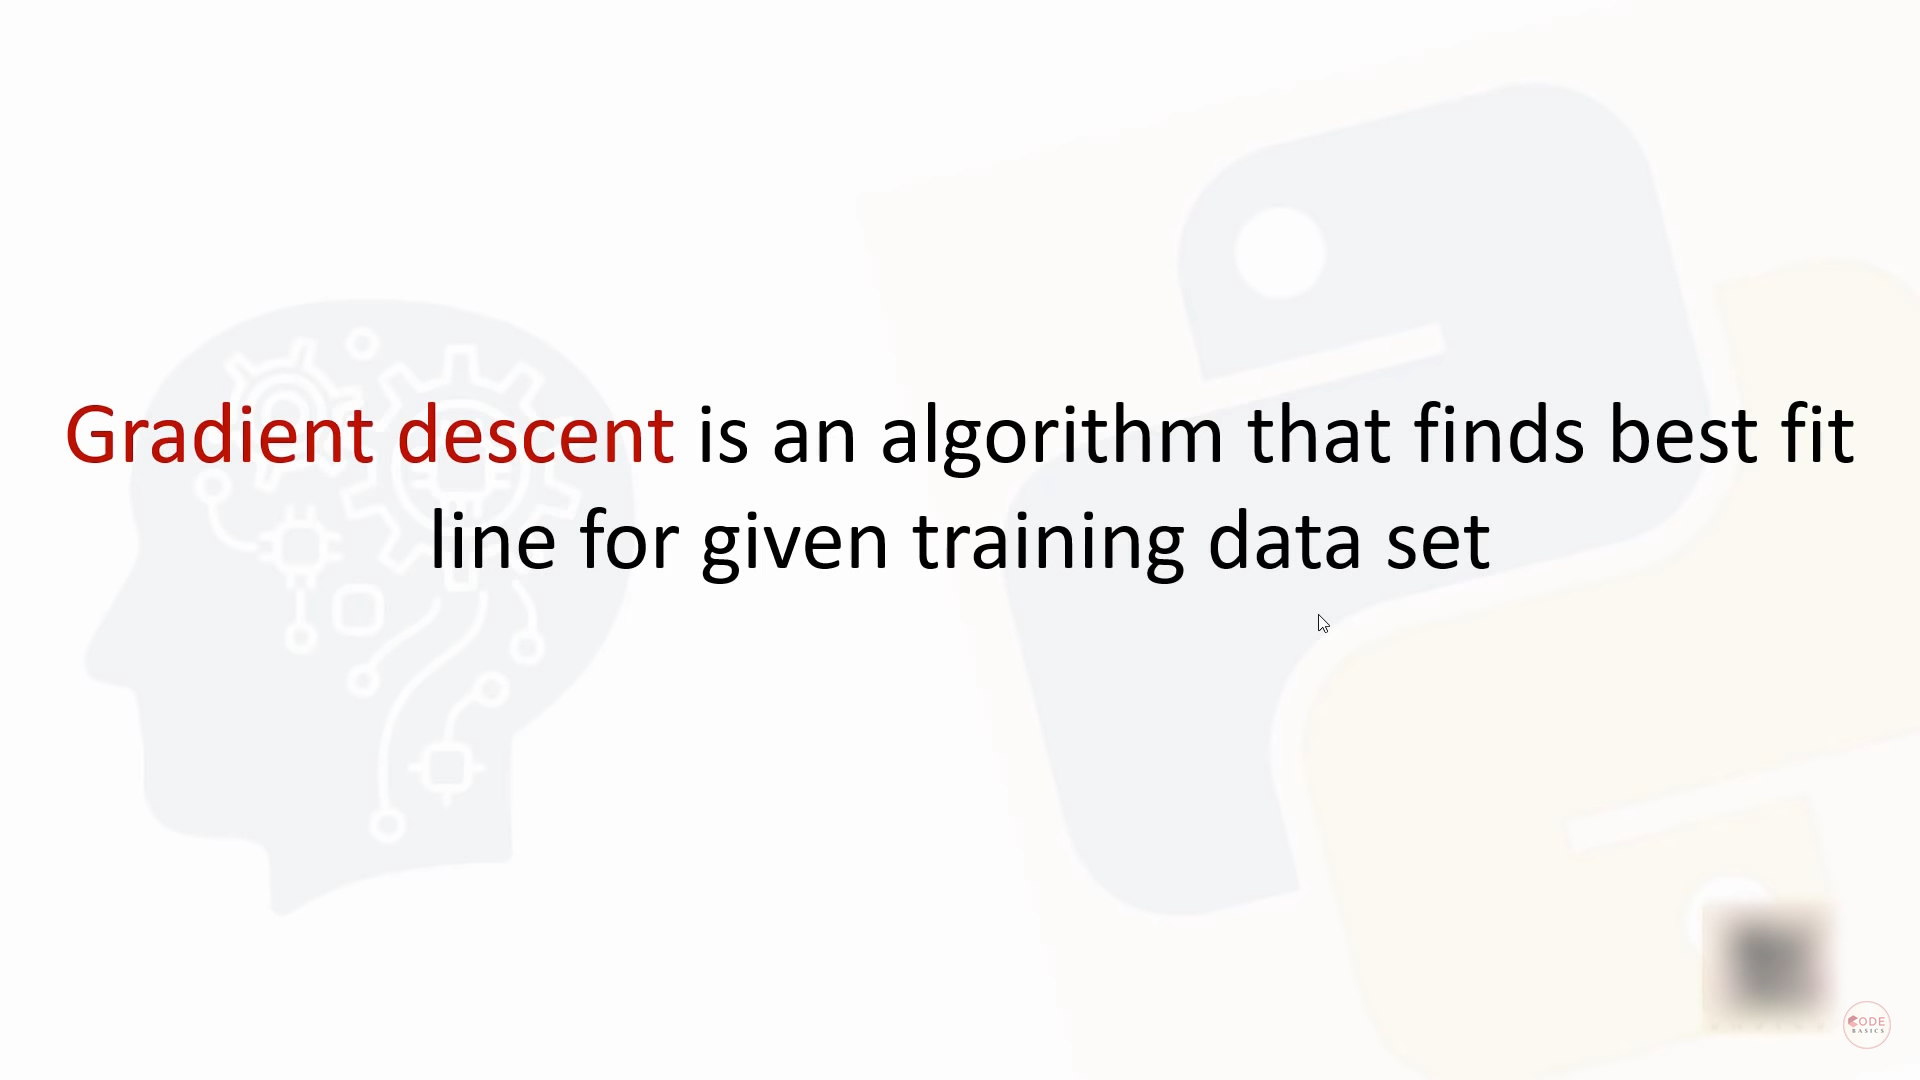 Gradient descent is an algorithm that finds best fit
line for given training data set
CODE
BASICS